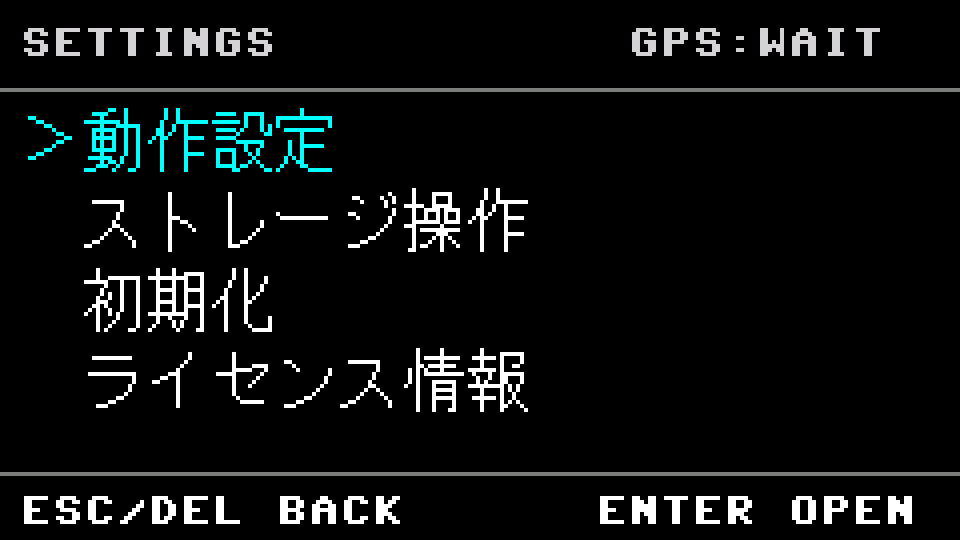 SETTINGS GPS:WAIT
＞動作設定
ストレージ操作
初期化
ライセンス情報
ESC/DEL BACK ENTER OPEN